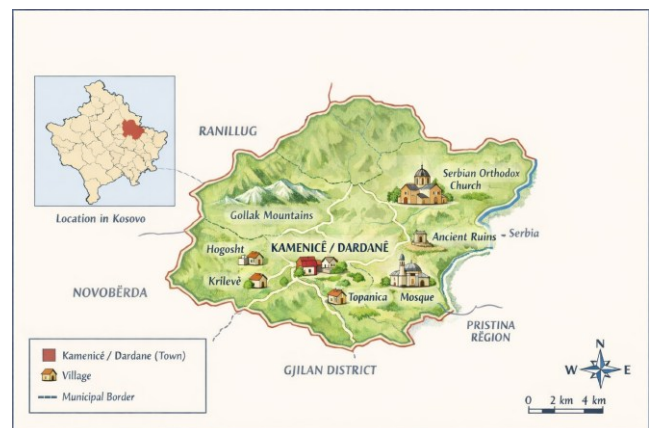 RANILLUG
Serbian Orthodox
Church
Location in Kosovo
Gollak Mountains
Ancient Ruins - Serbia
Hogosht
KAMENICË / DARDANË
Krilevë
Topanica
Mosque
NOVOBËRDA
PRISTINA
RËGION
Kamenicë / Dardane (Town)
Village
Municipal Border
GJILAN DISTRICT
N
W
E
S
0 2 km 4 km